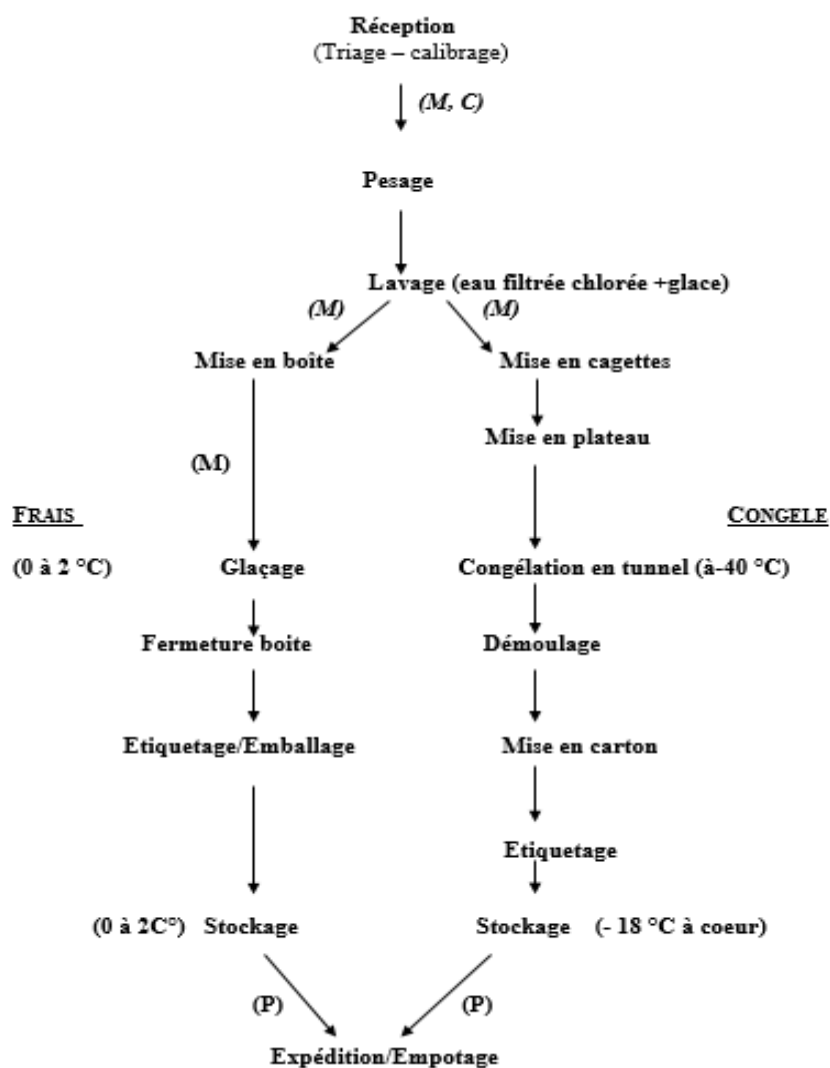 Réception
(Triage – calibrage)
(M, C)
Pesage
Lavage (eau filtrée chlorée +glace)
(M) (M)
Mise en boîte Mise en cagettes
Mise en plateau
(M)
FRAIS CONGELE
(0 à 2 °C) Glaçage Congélation en tunnel (à-40 °C)
Fermeture boite Démoulage
Etiquetage/Emballage Mise en carton
Etiquetage
(0 à 2C°) Stockage Stockage (- 18 °C à coeur)
(P) (P)
Expédition/Empotage